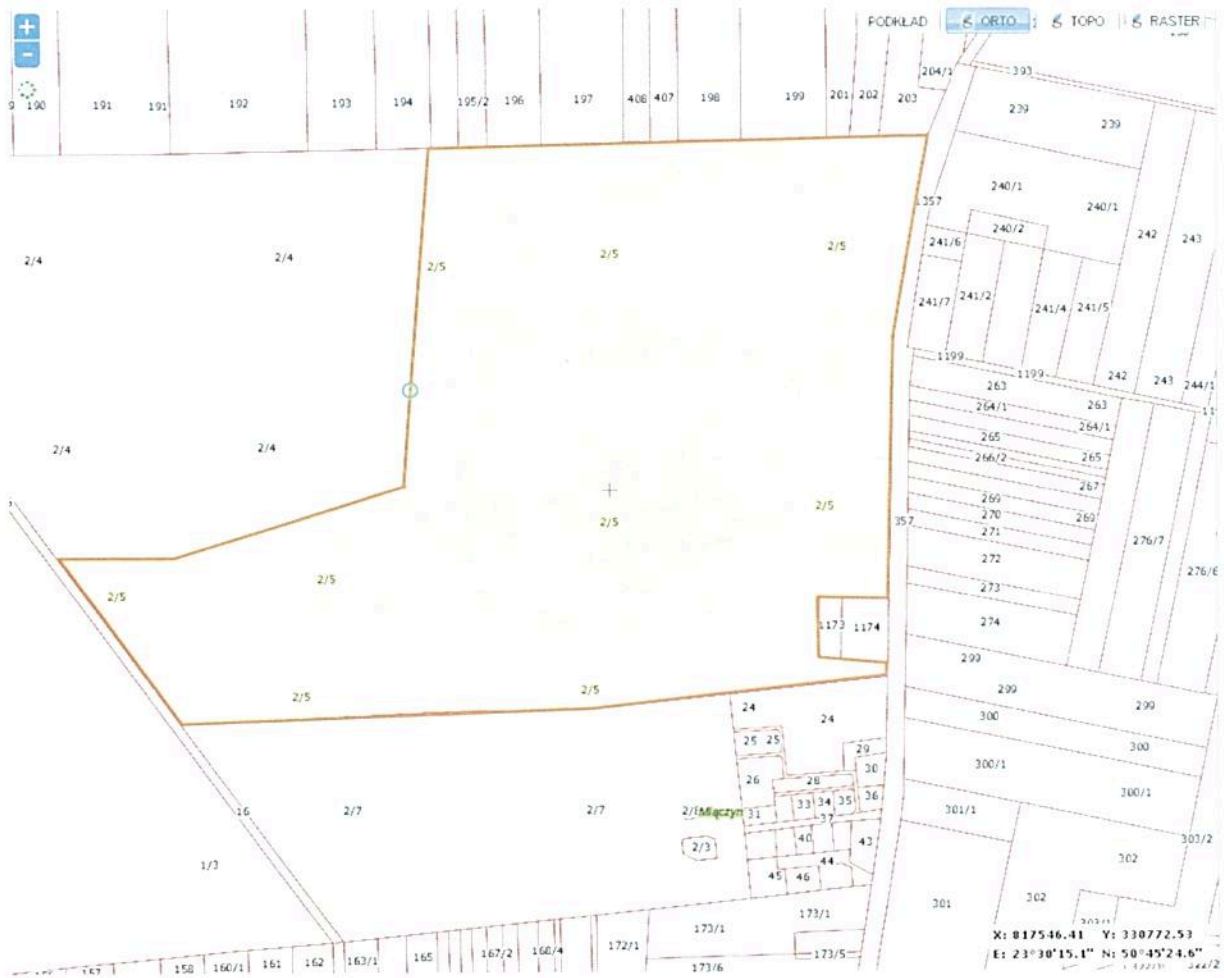 +
PODKŁAD ORTO TOPO RASTER
-
190 191 191 192 193 194 195/2 196 197 408 407 198 199 201 202 203 204/1 393
239 239
240/1 240/1
240/2 242 243
241/6
2/4 2/4 2/5 2/5 2/5
241/7 241/2 241/4 241/5
1199 1199 242 243 244/1
263 263
264/1 264/1
265 265
266/2
267
2/4 2/4
269 269
270
271
2/5 2/5 357
272 276/7 276/6
273
2/5 2/5
1173 1174 274
299
299 299
2/5 2/5
300 300
24 24
25 25 29
300/1 300/1
26 28 30
16 2/7 2/7 Miączyn 31 33 34 35 36 301/1
37
40 43 303/2
2/3 302
1/3 44
45 46
301 302
173/1 173/1
X: 817546.41 Y: 330772.53
172/1 173/5
E: 23°30'15.1" N: 50°45'24.6"
158 160/1 161 162 163/1 165 167/2 168/4 173/6